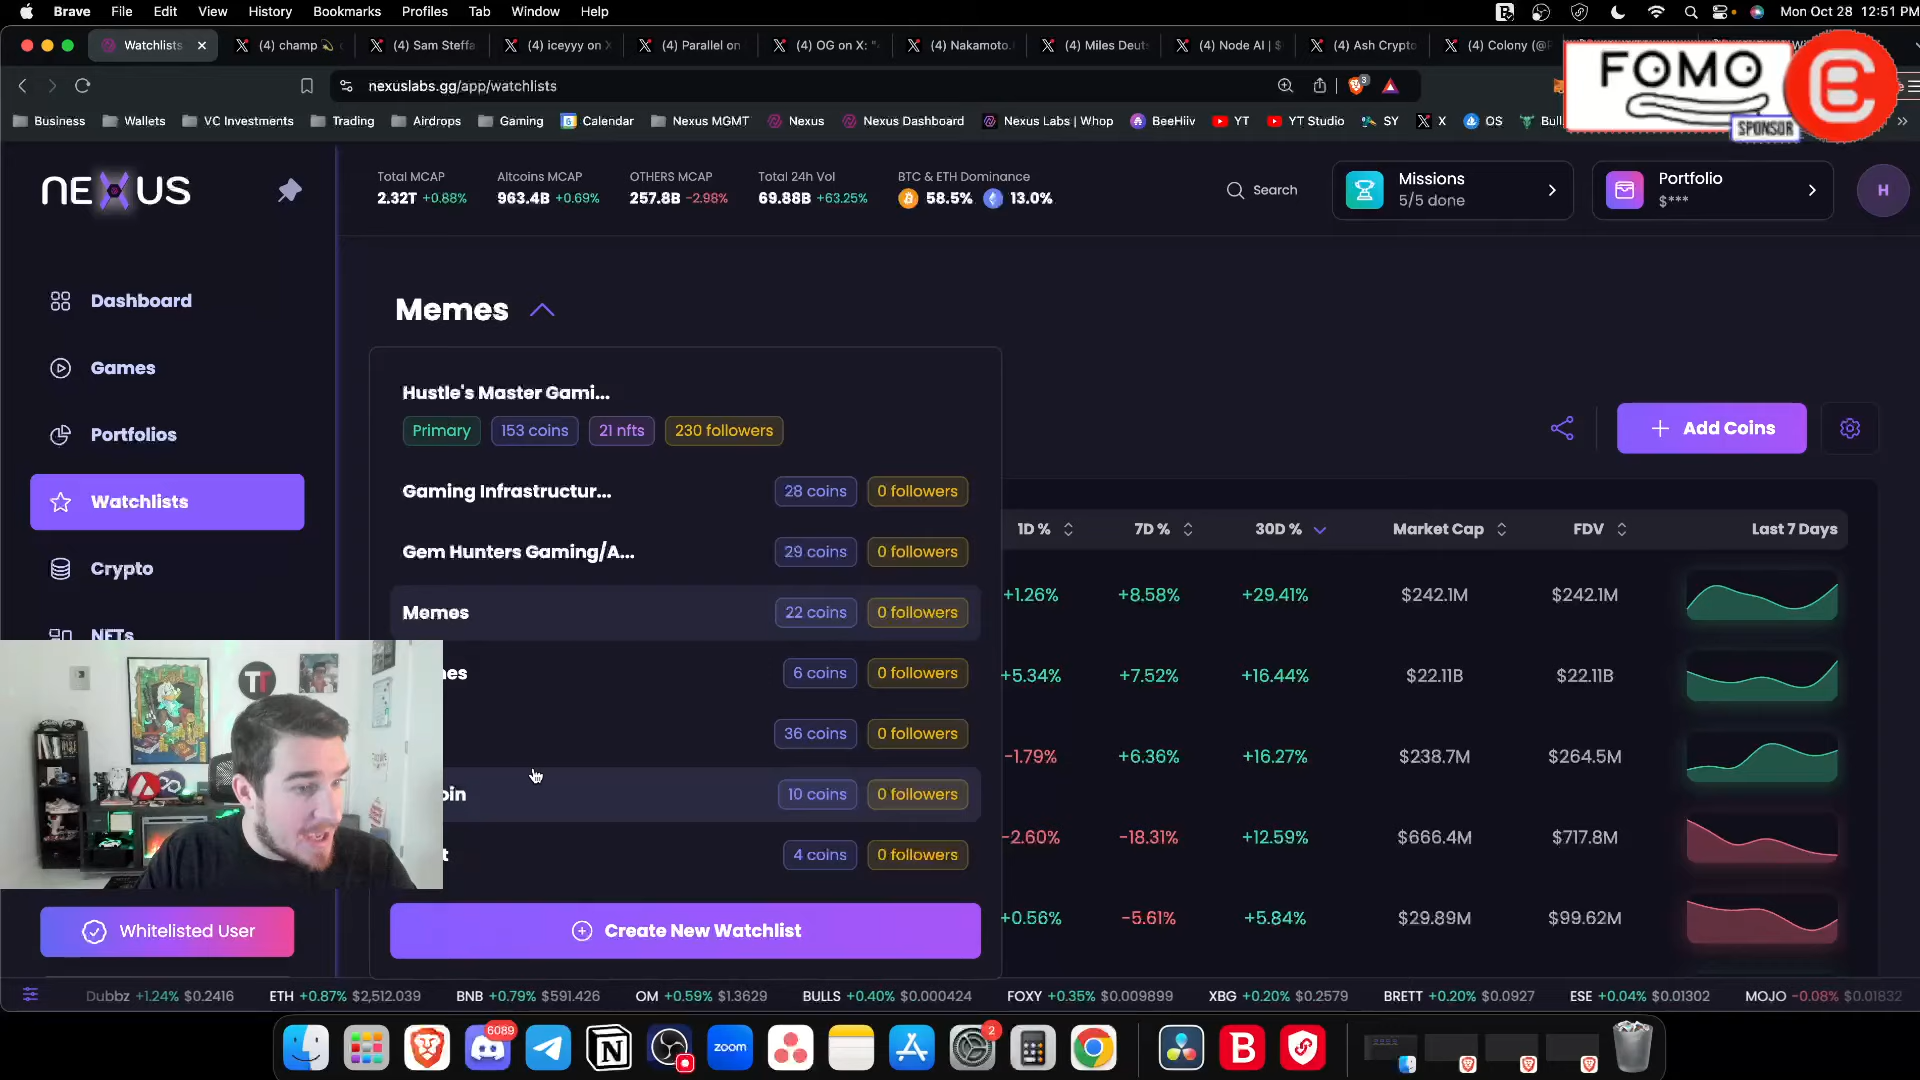 Brave File Edit View History Bookmarks Profiles Tab Window Help Mon Oct 28 12:51 PM
Watchlists (4) champ (4) Sam Steffa (4) iceyyy on X (4) Parallel on (4) OG on X: "- (4) Nakamoto. (4) Miles Deuts (4) Node AI | $ (4) Ash Crypto (4) Colony (@
nexuslabs.gg/app/watchlists 3
FOMO
SPONSOR
Business Wallets VC Investments Trading Airdrops Gaming Calendar Nexus MGMT Nexus Nexus Dashboard Nexus Labs | Whop BeeHiiv YT YT Studio SY X OS Bull
NEXUS
Total MCAP Altcoins MCAP OTHERS MCAP Total 24h Vol BTC & ETH Dominance
2.32T +0.88% 963.4B +0.69% 257.8B -2.98% 69.88B +63.25% 58.5% 13.0%
Search
Missions
5/5 done
Portfolio
$***
H
Dashboard
Games
Portfolios
Watchlists
Crypto
NFTs
Whitelisted User
Memes
Hustle's Master Gami...
Primary 153 coins 21 nfts 230 followers
Gaming Infrastructur... 28 coins 0 followers
Gem Hunters Gaming/A... 29 coins 0 followers
Memes 22 coins 0 followers
6 coins 0 followers
36 coins 0 followers
10 coins 0 followers
4 coins 0 followers
Create New Watchlist
Add Coins
1D % 7D % 30D % Market Cap FDV Last 7 Days
+1.26% +8.58% +29.41% $242.1M $242.1M
+5.34% +7.52% +16.44% $22.11B $22.11B
-1.79% +6.36% +16.27% $238.7M $264.5M
-2.60% -18.31% +12.59% $666.4M $717.8M
+0.56% -5.61% +5.84% $29.89M $99.62M
Dubbz +1.24% $0.2416 ETH +0.87% $2,512.039 BNB +0.79% $591.426 OM +0.59% $1.3629 BULLS +0.40% $0.000424 FOXY +0.35% $0.009899 XBG +0.20% $0.2579 BRETT +0.20% $0.0927 ESE +0.04% $0.01302 MOJO -0.08% $0.01832
6089 zoom 2